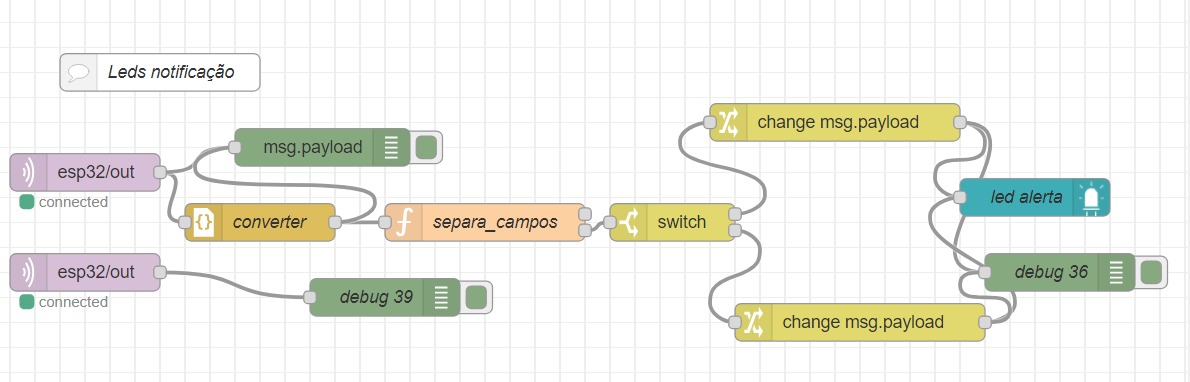 Leds notificação
change msg.payload
msg.payload
esp32/out
connected
led alerta
{} converter
f separa_campos
switch
esp32/out
connected
debug 36
debug 39
change msg.payload